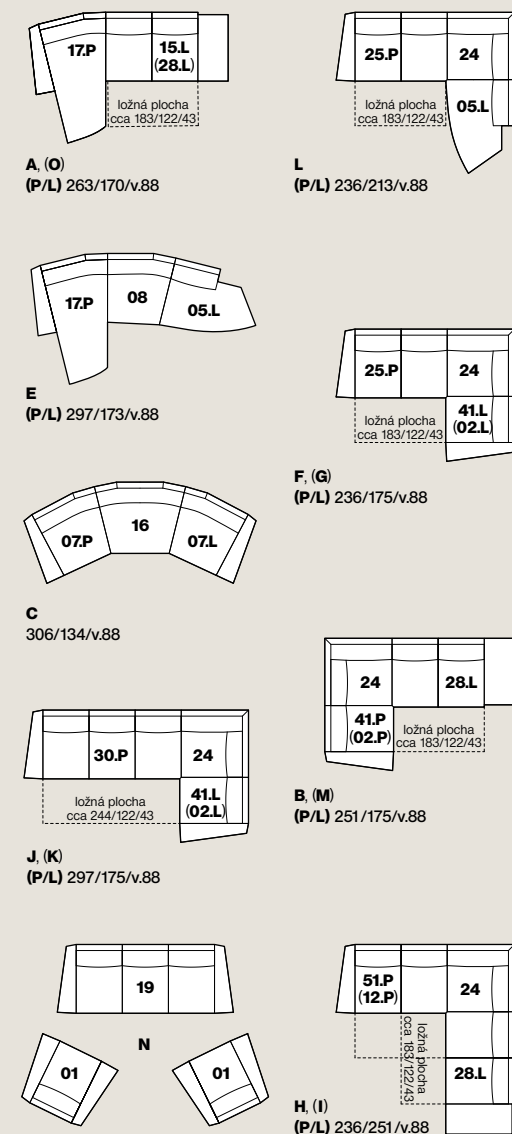 17.P
15.L
(28.L)
ložná plocha
cca 183/122/43
A, (O)
(P/L) 263/170/v.88
25.P
24
05.L
ložná plocha
cca 183/122/43
L
(P/L) 236/213/v.88
17.P
08
05.L
E
(P/L) 297/173/v.88
25.P
24
41.L
(02.L)
ložná plocha
cca 183/122/43
F, (G)
(P/L) 236/175/v.88
07.P
16
07.L
C
306/134/v.88
24
28.L
41.P
(02.P)
ložná plocha
cca 183/122/43
B, (M)
(P/L) 251/175/v.88
30.P
24
41.L
(02.L)
ložná plocha
cca 244/122/43
J, (K)
(P/L) 297/175/v.88
19
N
01
01
51.P
(12.P)
24
ložná plocha
cca 183/122/43
28.L
H, (I)
(P/L) 236/251/v.88